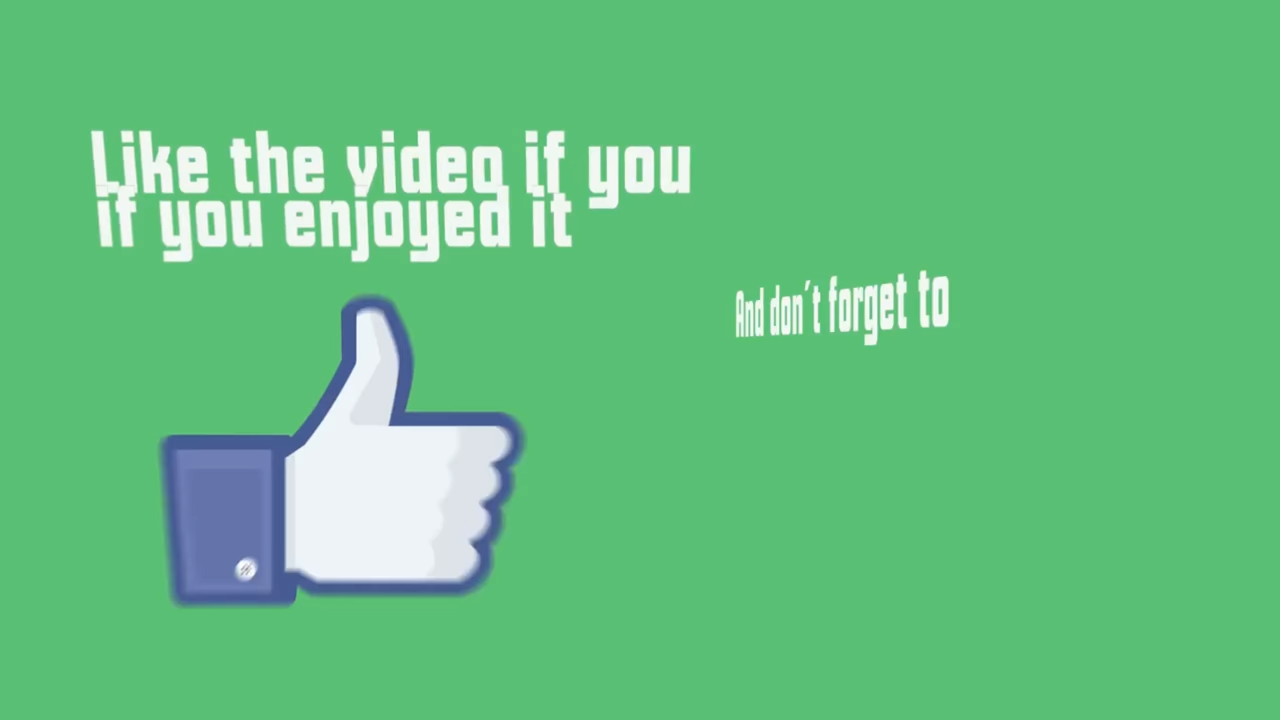 Like the video if you
if you enjoyed it
And don't forget to